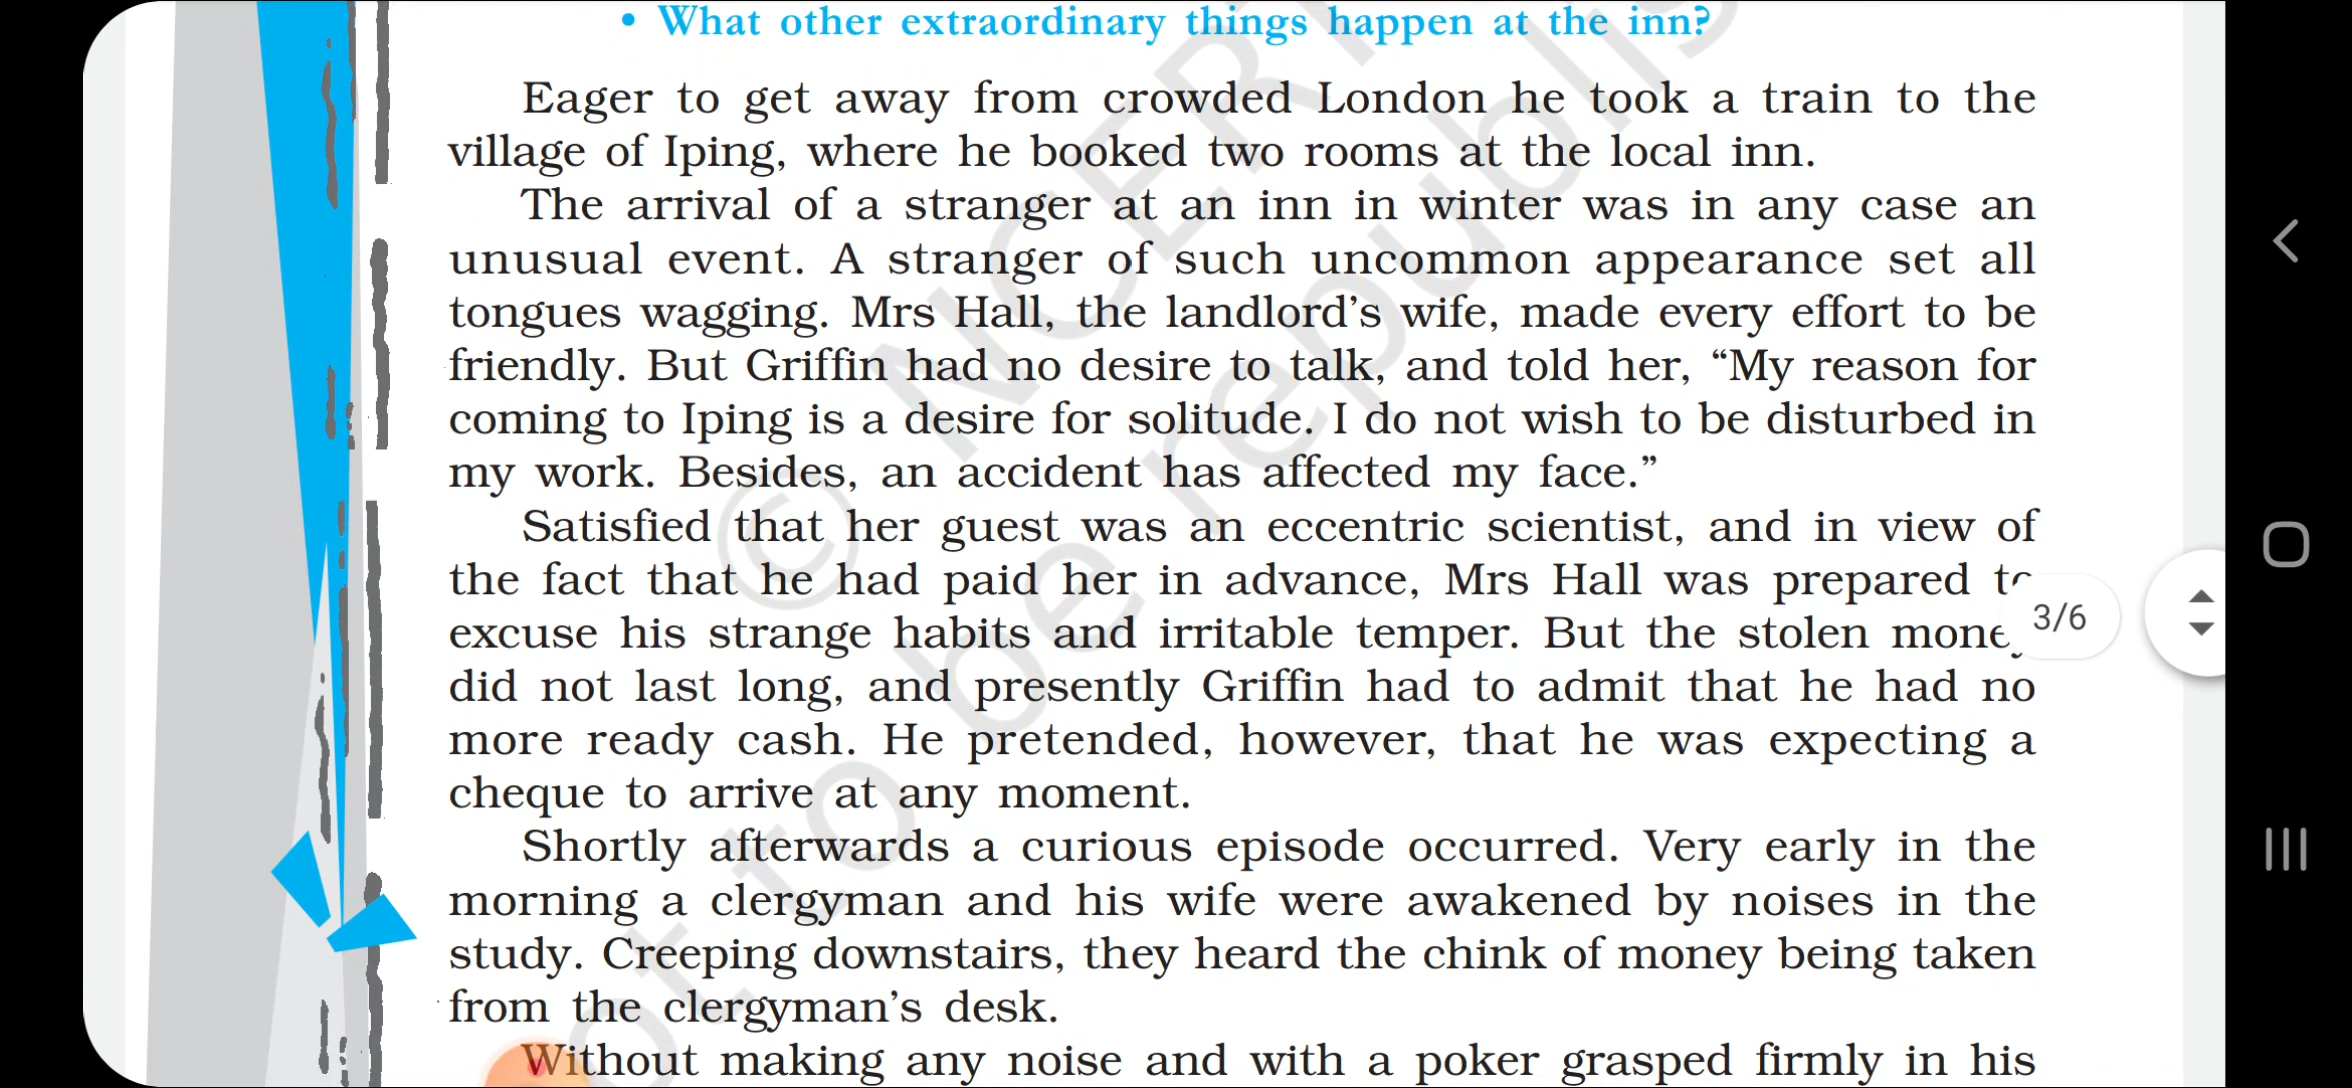 • What other extraordinary things happen at the inn?
Eager to get away from crowded London he took a train to the
village of Iping, where he booked two rooms at the local inn.
The arrival of a stranger at an inn in winter was in any case an
unusual event. A stranger of such uncommon appearance set all
tongues wagging. Mrs Hall, the landlord’s wife, made every effort to be
friendly. But Griffin had no desire to talk, and told her, “My reason for
coming to Iping is a desire for solitude. I do not wish to be disturbed in
my work. Besides, an accident has affected my face.”
Satisfied that her guest was an eccentric scientist, and in view of
the fact that he had paid her in advance, Mrs Hall was prepared to
excuse his strange habits and irritable temper. But the stolen money
did not last long, and presently Griffin had to admit that he had no
more ready cash. He pretended, however, that he was expecting a
cheque to arrive at any moment.
Shortly afterwards a curious episode occurred. Very early in the
morning a clergyman and his wife were awakened by noises in the
study. Creeping downstairs, they heard the chink of money being taken
from the clergyman’s desk.
Without making any noise and with a poker grasped firmly in his
3/6
© NCERT
not to be republis